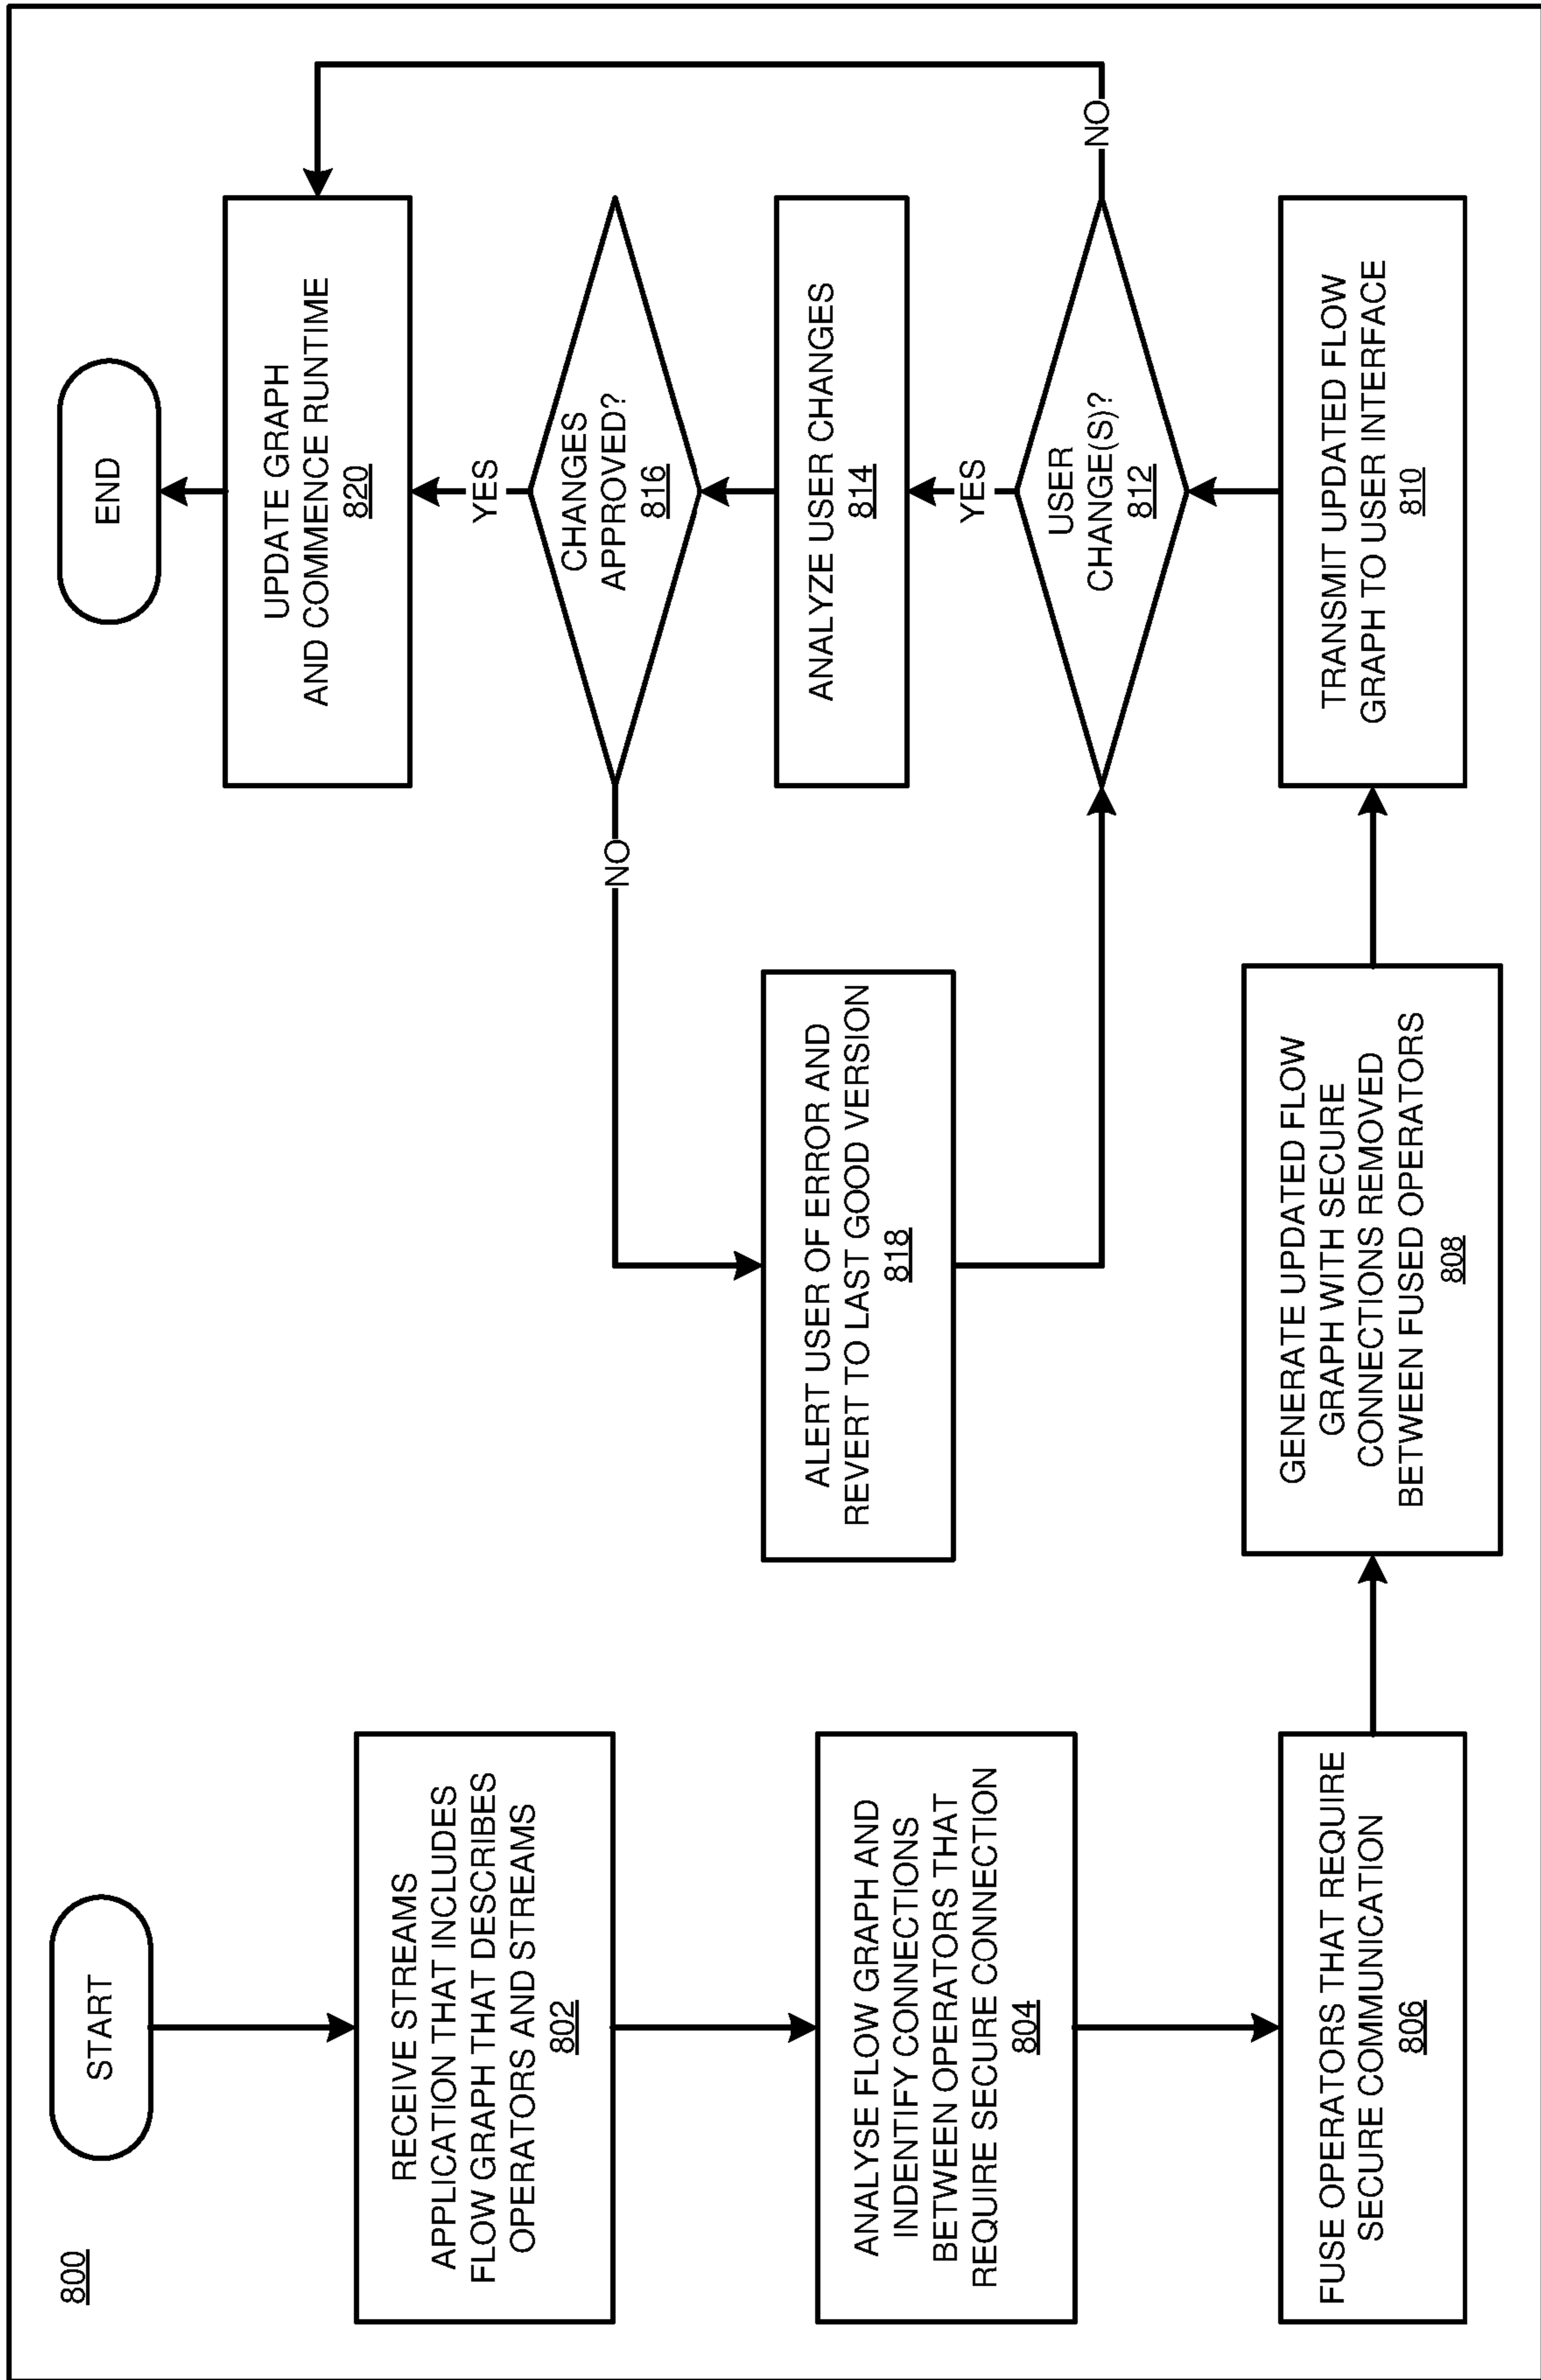 800
START
RECEIVE STREAMS
APPLICATION THAT INCLUDES
FLOW GRAPH THAT DESCRIBES
OPERATORS AND STREAMS
802
ANALYSE FLOW GRAPH AND
INDENTIFY CONNECTIONS
BETWEEN OPERATORS THAT
REQUIRE SECURE CONNECTION
804
FUSE OPERATORS THAT REQUIRE
SECURE COMMUNICATION
806
GENERATE UPDATED FLOW
GRAPH WITH SECURE
CONNECTIONS REMOVED
BETWEEN FUSED OPERATORS
808
TRANSMIT UPDATED FLOW
GRAPH TO USER INTERFACE
810
USER
CHANGE(S)?
812
NO
YES
ANALYZE USER CHANGES
814
CHANGES
APPROVED?
816
NO
YES
ALERT USER OF ERROR AND
REVERT TO LAST GOOD VERSION
818
UPDATE GRAPH
AND COMMENCE RUNTIME
820
END